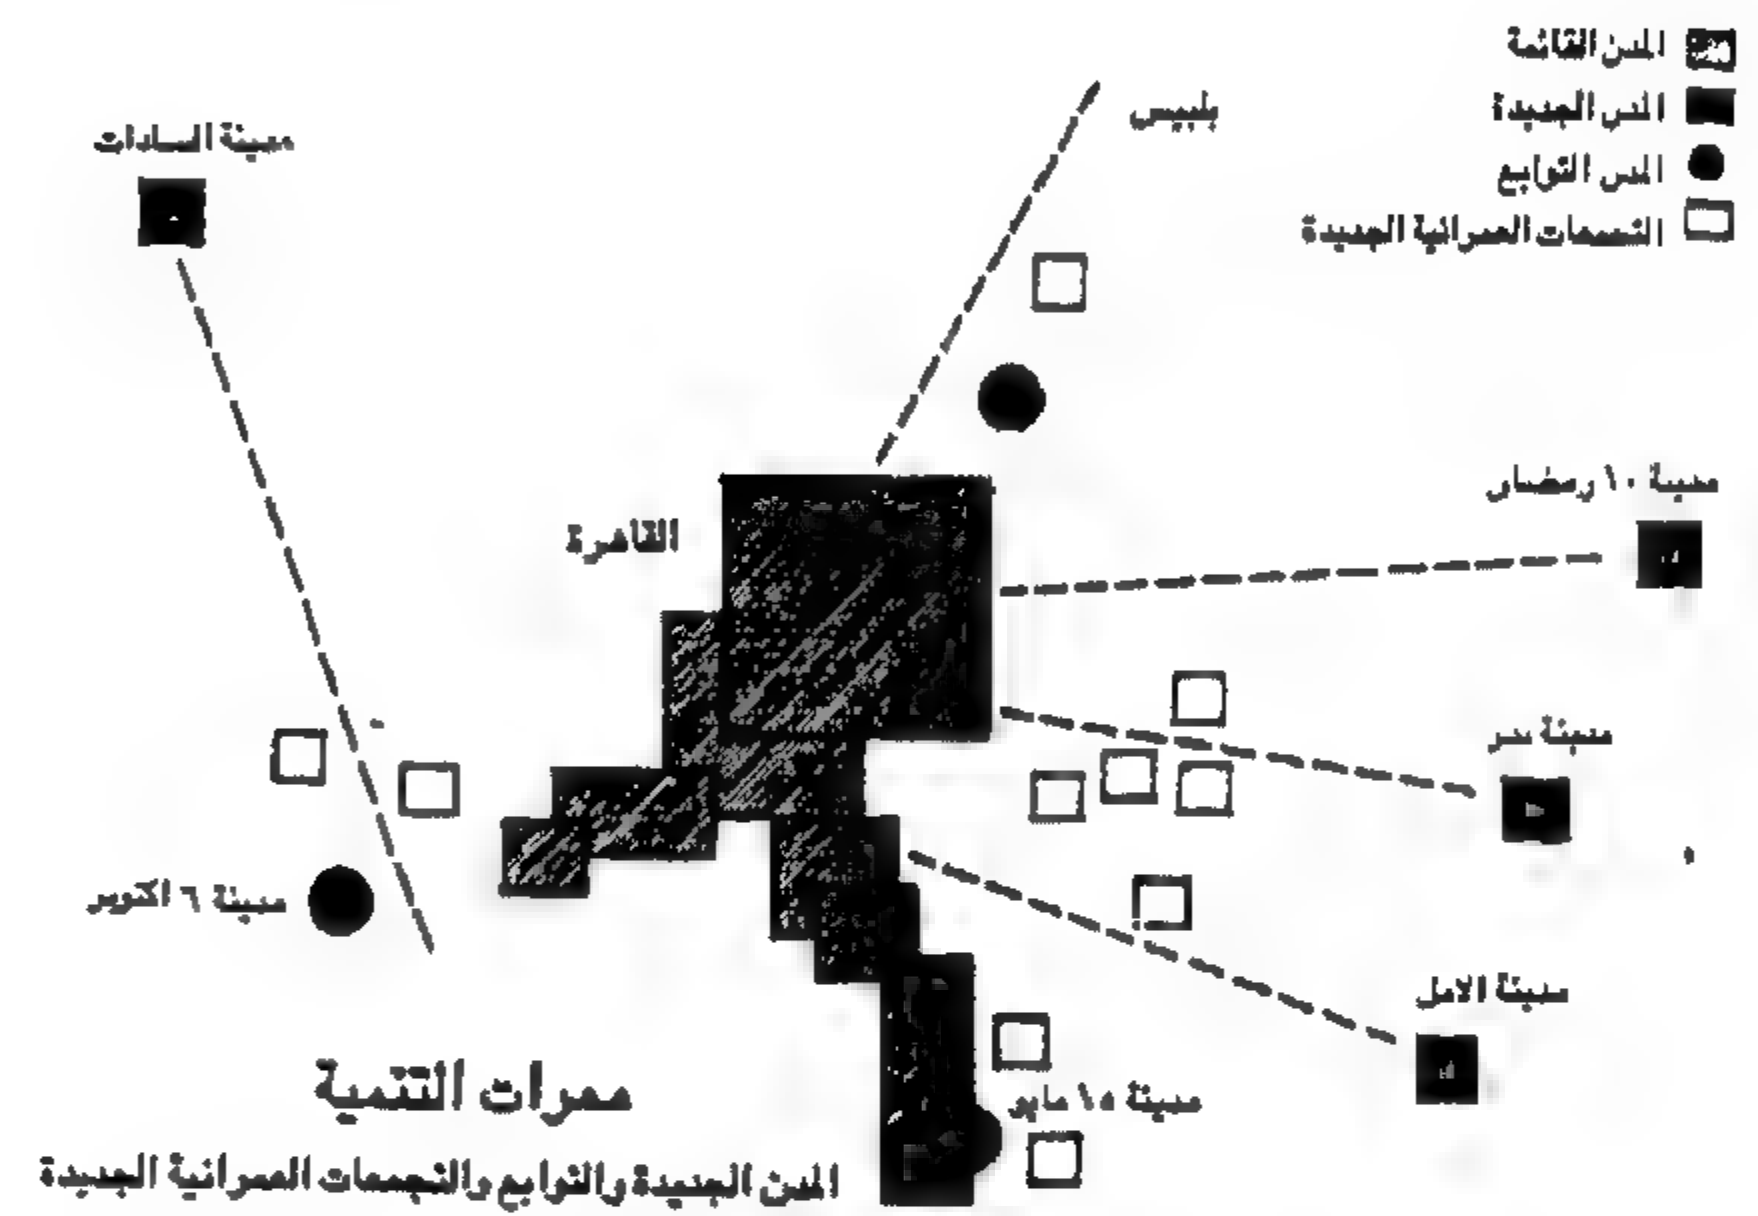 المدن القائمة
المدن الجديدة
المدن التوابع
التجمعات العمرانية الجديدة
بلبيس
مدينة السادات
مدينة ١٠ رمضان
القاهرة
مدينة بدر
مدينة ٦ اكتوبر
مدينة الامل
مدينة ١٥ مايو
ممرات التنمية
المدن الجديدة والتوابع والتجمعات العمرانية الجديدة